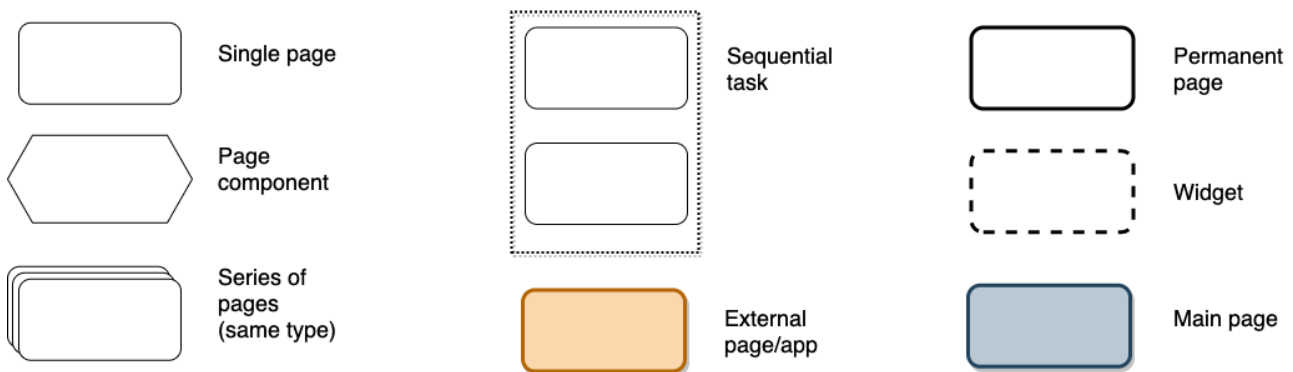 Single page
Page
component
Series of
pages
(same type)
Sequential
task
External
page/app
Permanent
page
Widget
Main page